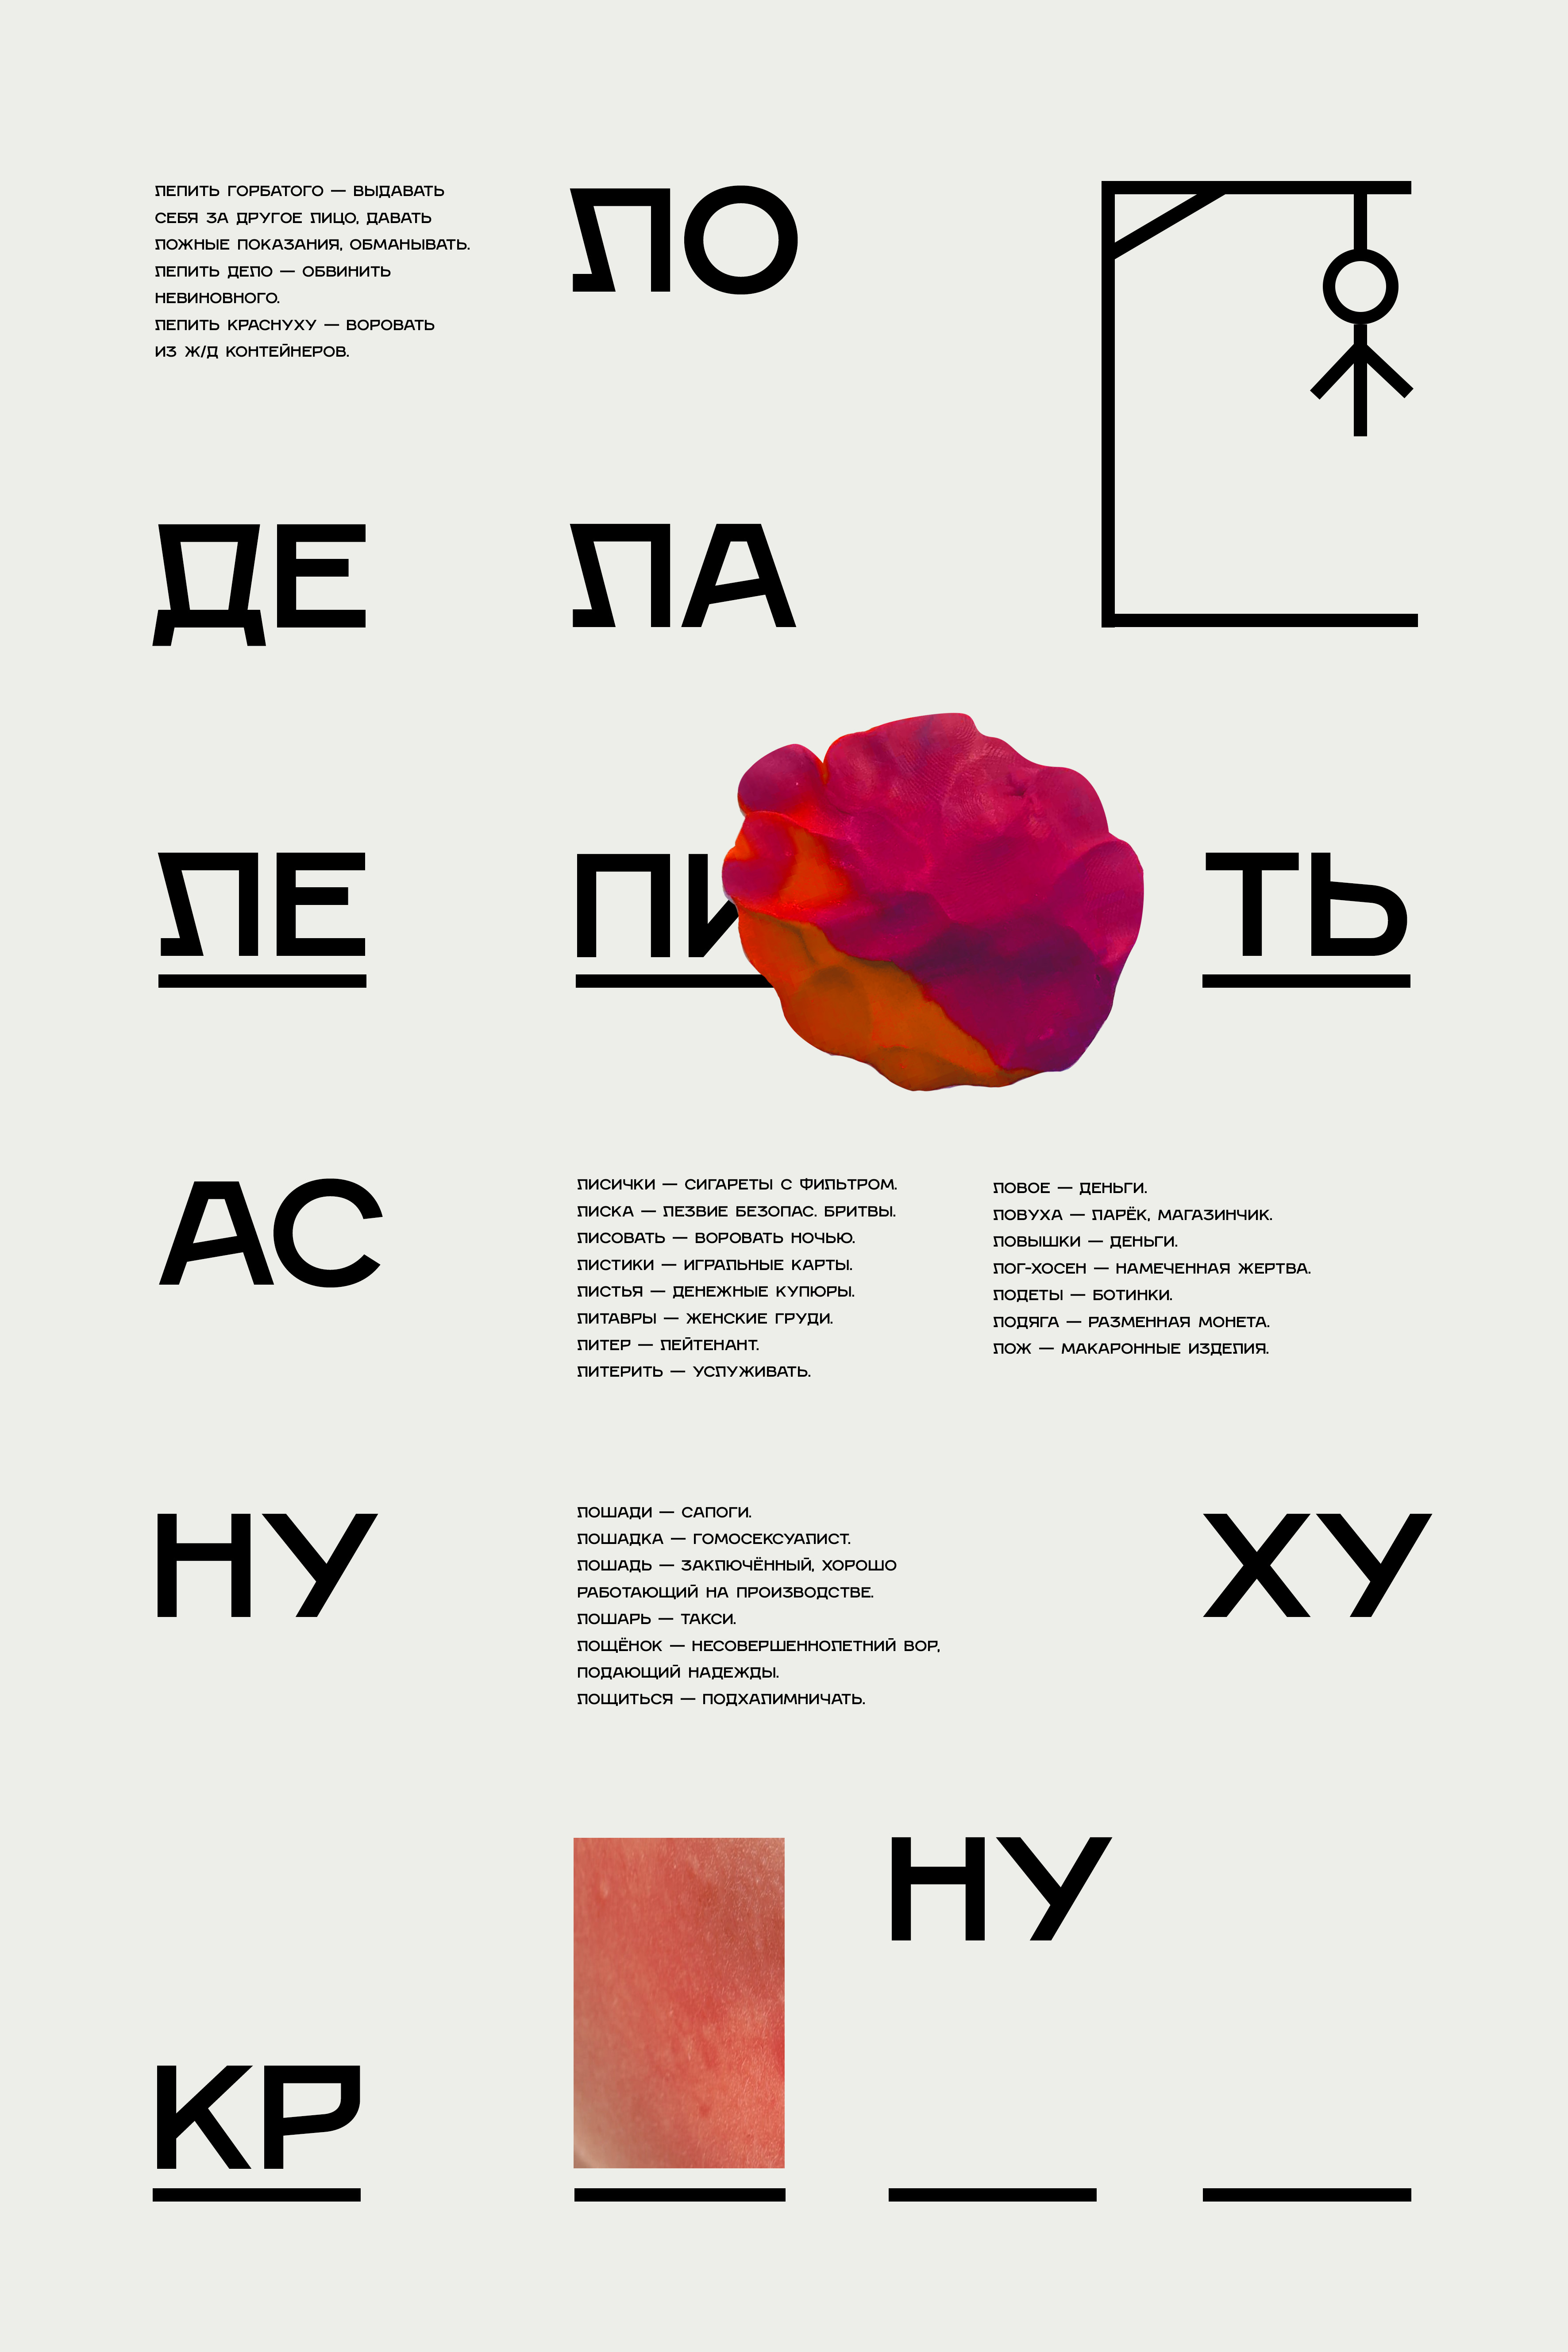 ЛЕПИТЬ ГОРБАТОГО — ВЫДАВАТЬ
СЕБЯ ЗА ДРУГОЕ ЛИЦО, ДАВАТЬ
ЛОЖНЫЕ ПОКАЗАНИЯ, ОБМАНЫВАТЬ.
ЛЕПИТЬ ДЕЛО — ОБВИНИТЬ
НЕВИНОВНОГО.
ЛЕПИТЬ КРАСНУХУ — ВОРОВАТЬ
ИЗ Ж/Д КОНТЕЙНЕРОВ.
ЛО
ДЕ ЛА
ЛЕ ПИ ТЬ
АС
ЛИСИЧКИ — СИГАРЕТЫ С ФИЛЬТРОМ.
ЛИСКА — ЛЕЗВИЕ БЕЗОПАС. БРИТВЫ.
ЛИСОВАТЬ — ВОРОВАТЬ НОЧЬЮ.
ЛИСТИКИ — ИГРАЛЬНЫЕ КАРТЫ.
ЛИСТЬЯ — ДЕНЕЖНЫЕ КУПЮРЫ.
ЛИТАВРЫ — ЖЕНСКИЕ ГРУДИ.
ЛИТЕР — ЛЕЙТЕНАНТ.
ЛИТЕРИТЬ — УСЛУЖИВАТЬ.
ЛОВОЕ — ДЕНЬГИ.
ЛОВУХА — ЛАРЁК, МАГАЗИНЧИК.
ЛОВЫШКИ — ДЕНЬГИ.
ЛОГ-ХОСЕН — НАМЕЧЕННАЯ ЖЕРТВА.
ЛОДЕТЫ — БОТИНКИ.
ЛОДЯГА — РАЗМЕННАЯ МОНЕТА.
ЛОЖ — МАКАРОННЫЕ ИЗДЕЛИЯ.
НУ
ЛОШАДИ — САПОГИ.
ЛОШАДКА — ГОМОСЕКСУАЛИСТ.
ЛОШАДЬ — ЗАКЛЮЧЁННЫЙ, ХОРОШО
РАБОТАЮЩИЙ НА ПРОИЗВОДСТВЕ.
ЛОШАРЬ — ТАКСИ.
ЛОЩЁНОК — НЕСОВЕРШЕННОЛЕТНИЙ ВОР,
ПОДАЮЩИЙ НАДЕЖДЫ.
ЛОЩИТЬСЯ — ПОДХАЛИМНИЧАТЬ.
ХУ
НУ
КР